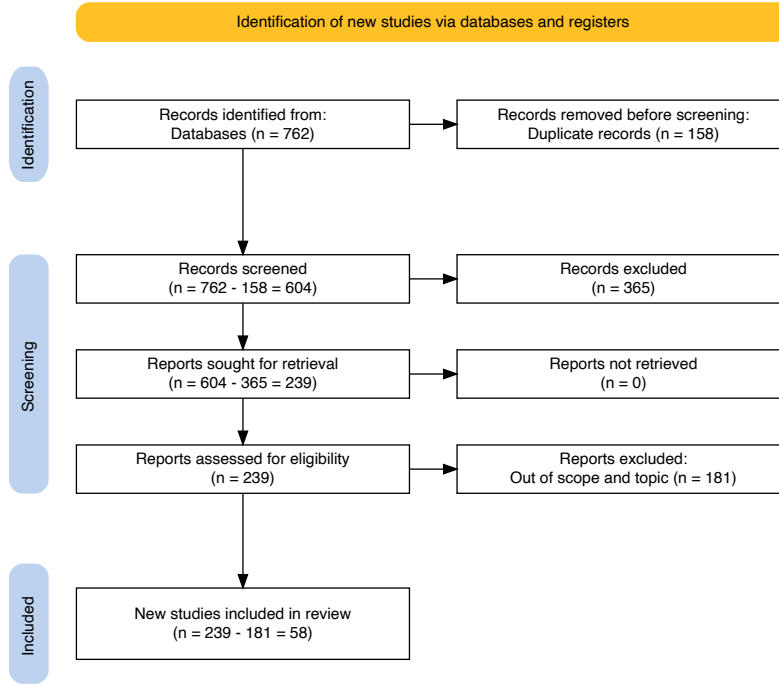 Identification of new studies via databases and registers
Identification
Records identified from:
Databases (n = 762)
Records removed before screening:
Duplicate records (n = 158)
Screening
Records screened
(n = 762 - 158 = 604)
Records excluded
(n = 365)
Reports sought for retrieval
(n = 604 - 365 = 239)
Reports not retrieved
(n = 0)
Reports assessed for eligibility
(n = 239)
Reports excluded:
Out of scope and topic (n = 181)
Included
New studies included in review
(n = 239 - 181 = 58)